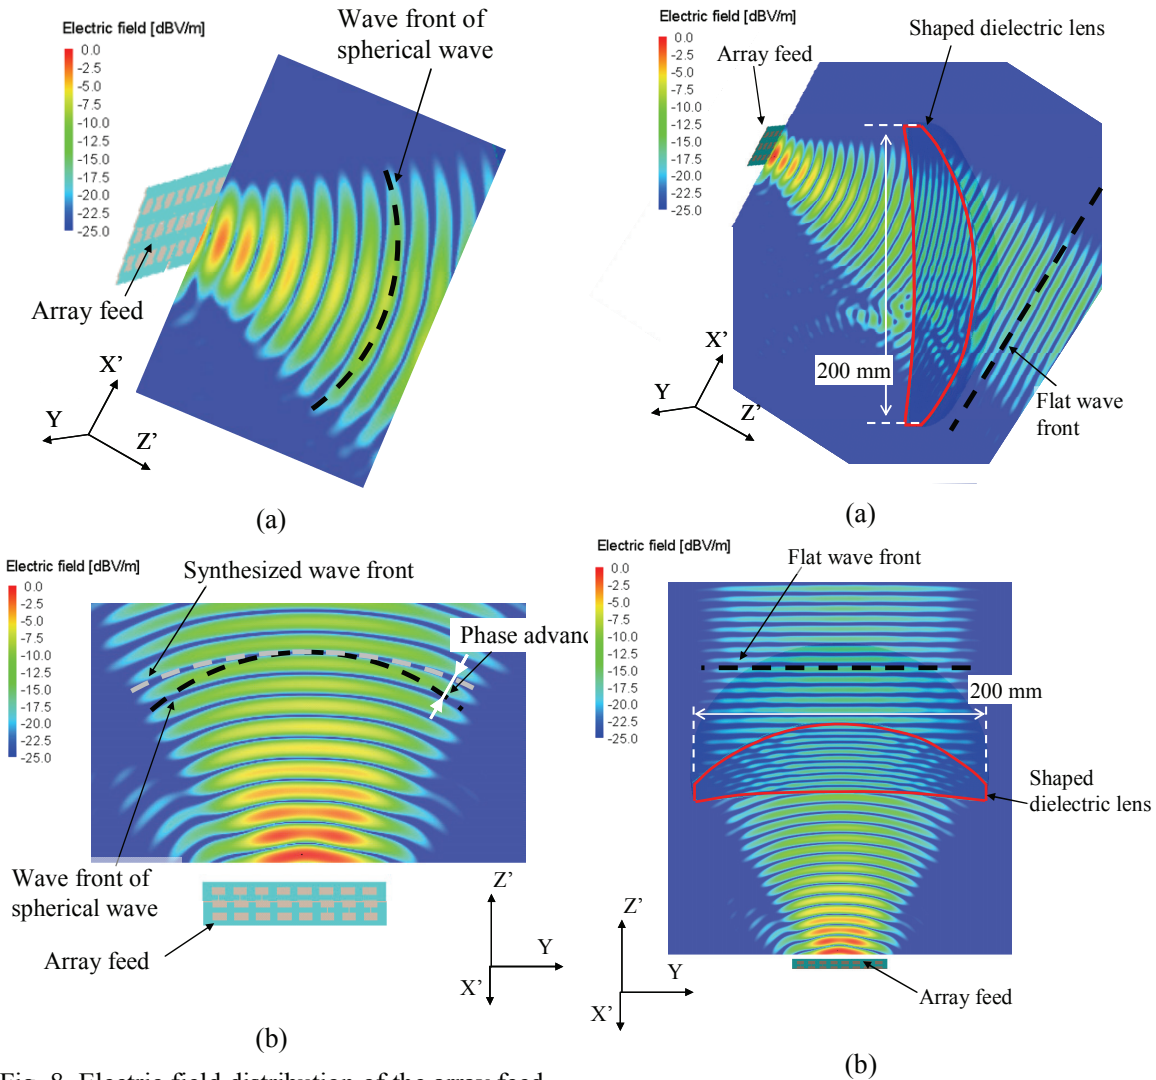 Electric field [dBV/m]
0.0
-2.5
-5.0
-7.5
-10.0
-12.5
-15.0
-17.5
-20.0
-22.5
-25.0
Wave front of
spherical wave
Array feed
X'
Y
Z'
(a)
Electric field [dBV/m]
0.0
-2.5
-5.0
-7.5
-10.0
-12.5
-15.0
-17.5
-20.0
-22.5
-25.0
Synthesized wave front
Phase advanc
Wave front of
spherical wave
Array feed
Z'
Y
X'
(b)
Fig. 8 Electric field distribution of the array feed
Electric field [dBV/m]
0.0
-2.5
-5.0
-7.5
-10.0
-12.5
-15.0
-17.5
-20.0
-22.5
-25.0
Shaped dielectric lens
Array feed
200 mm
Flat wave
front
X'
Y
Z'
(a)
Electric field [dBV/m]
0.0
-2.5
-5.0
-7.5
-10.0
-12.5
-15.0
-17.5
-20.0
-22.5
-25.0
Flat wave front
200 mm
Shaped
dielectric lens
Z'
Y
X'
Array feed
(b)